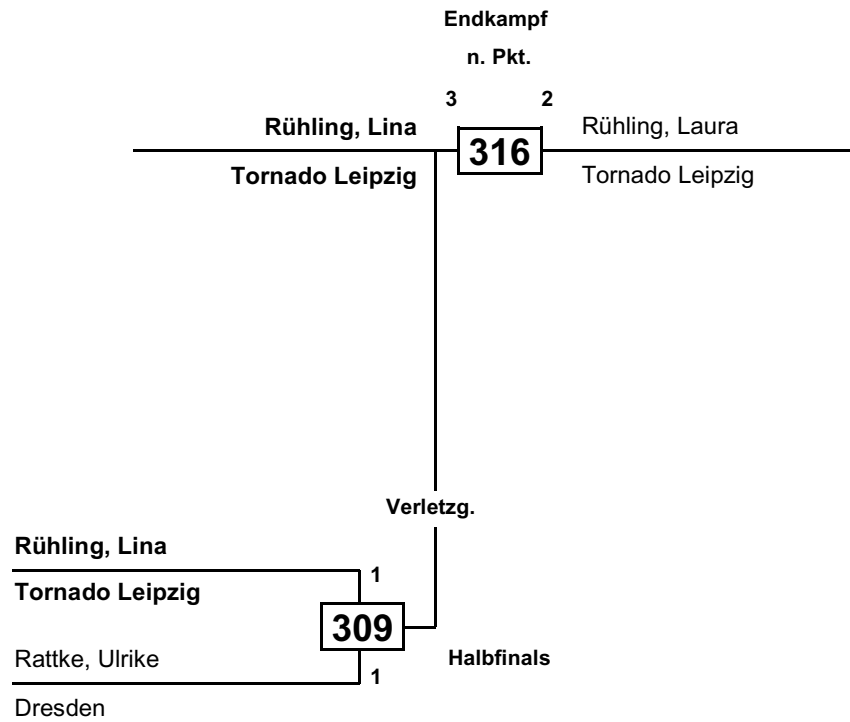 Endkampf
n. Pkt.
3 2
Rühling, Lina 316 Rühling, Laura
Tornado Leipzig Tornado Leipzig
Verletzg.
Rühling, Lina
1
Tornado Leipzig
309
Rattke, Ulrike Halbfinals
1
Dresden